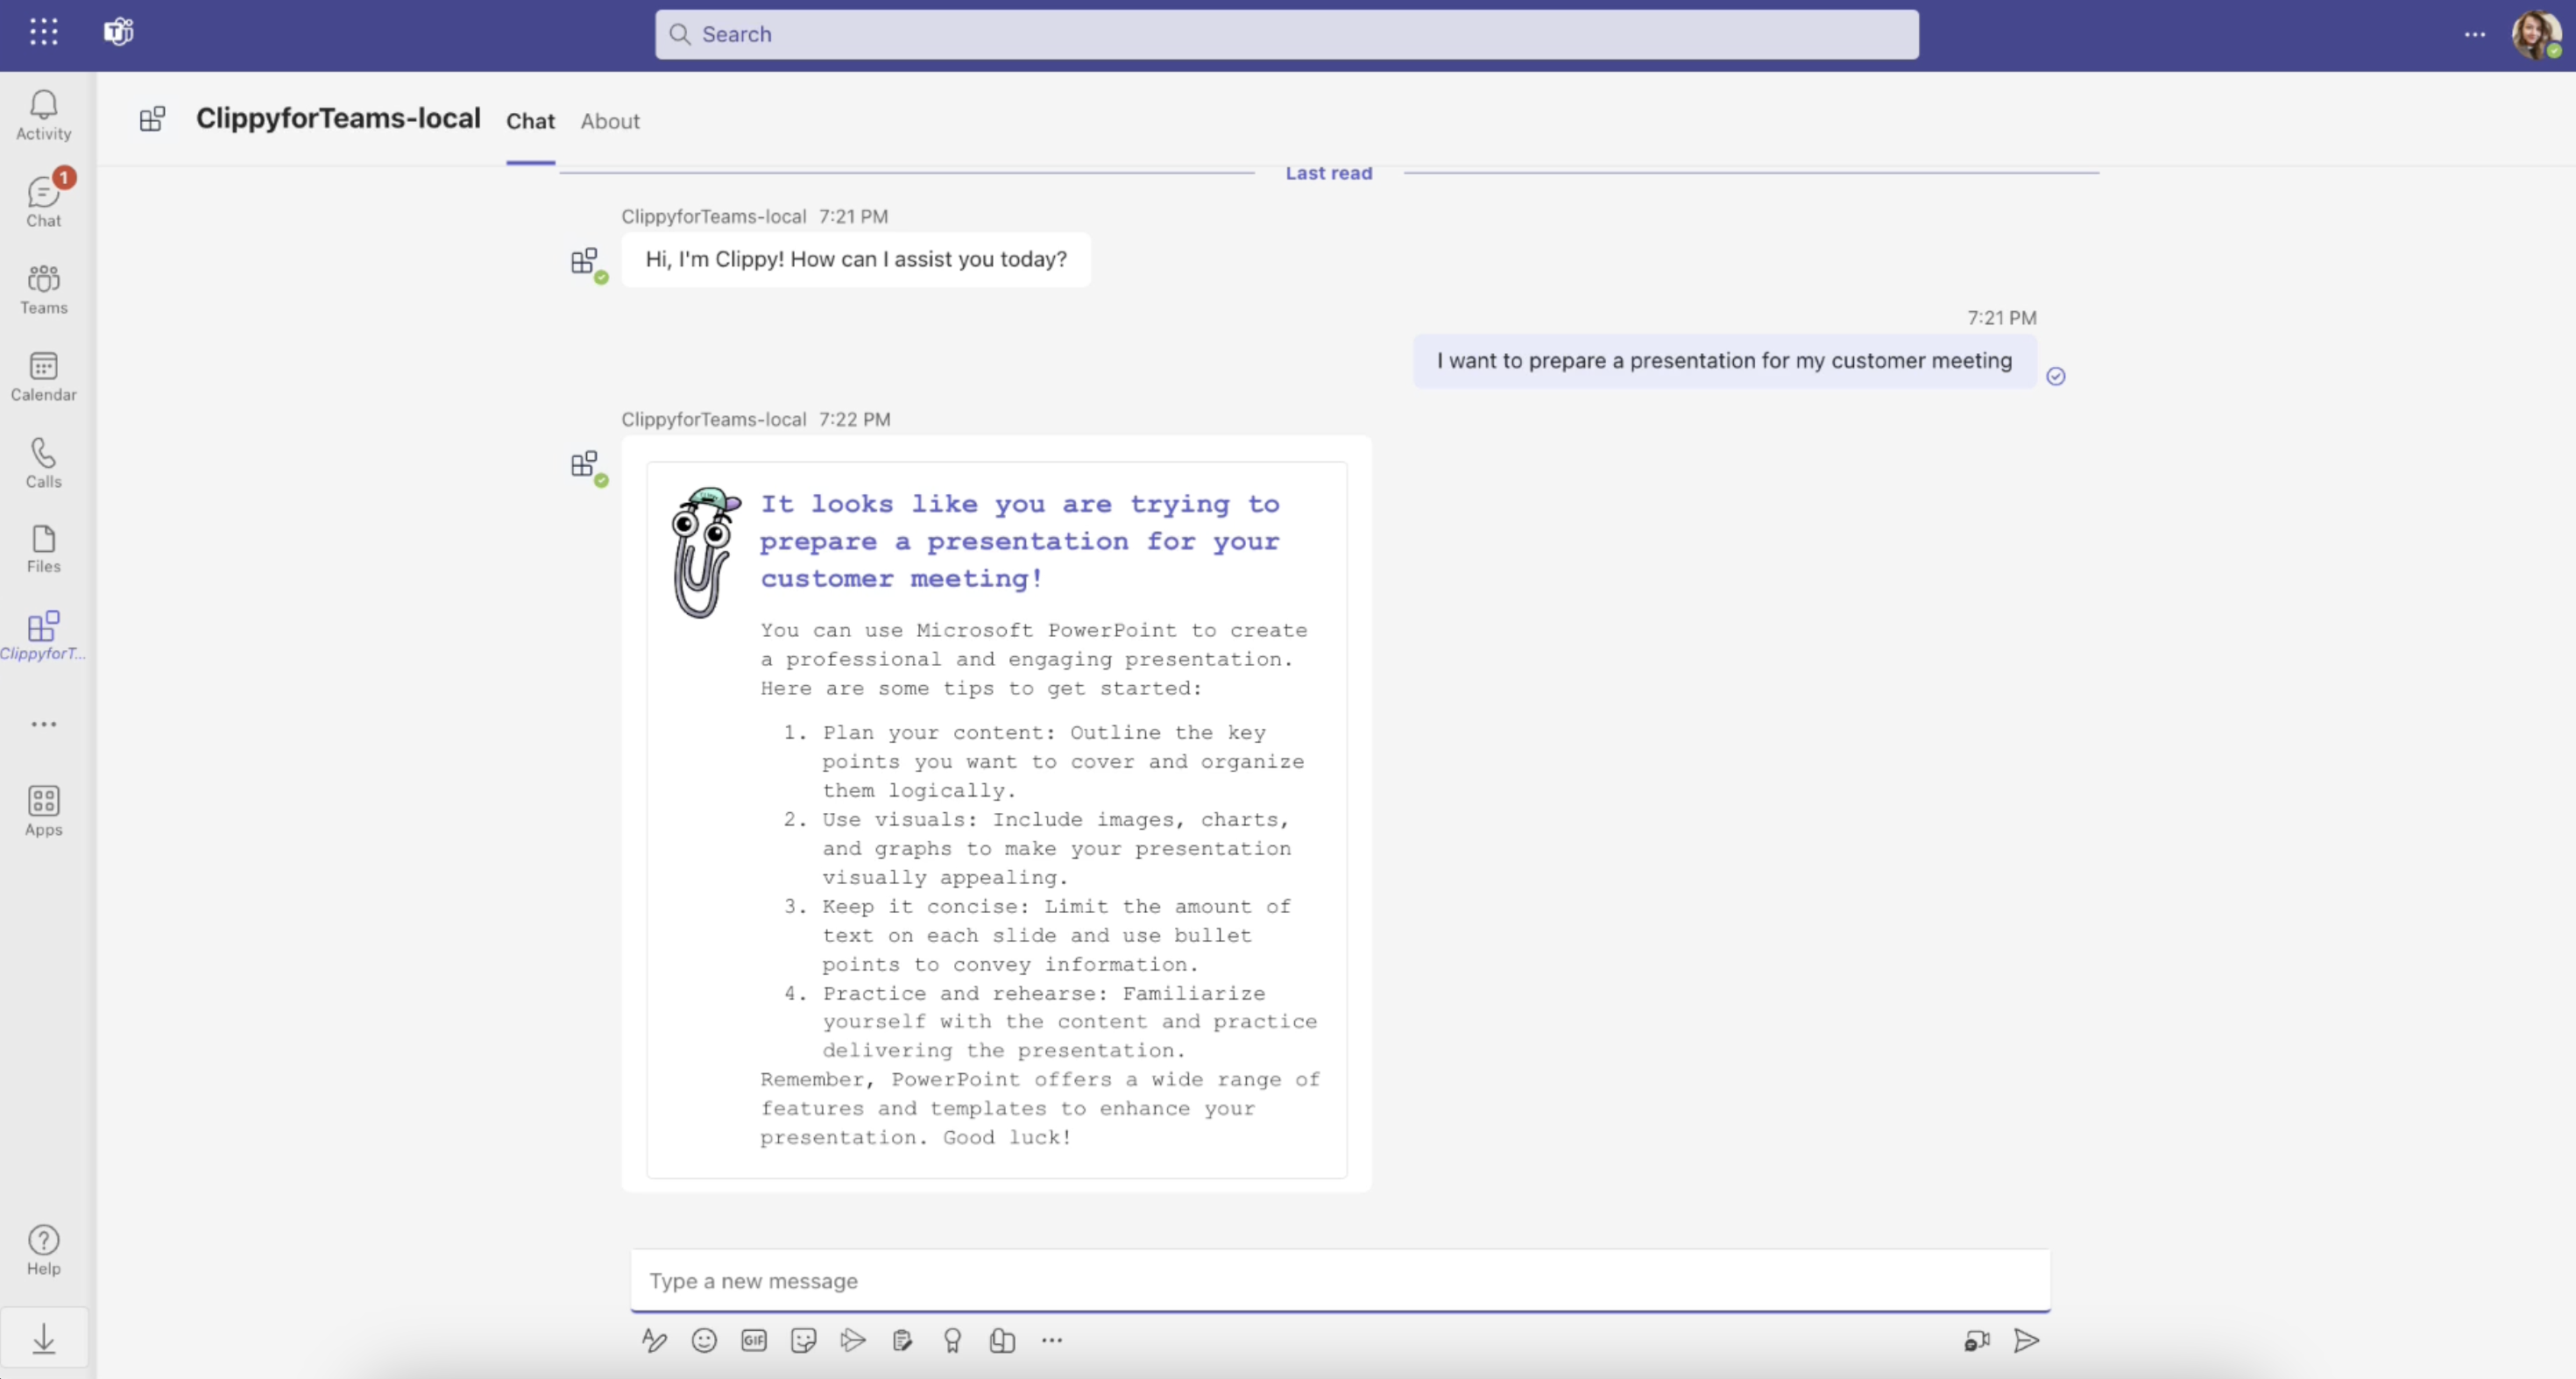 Search
ClippyforTeams-local
Chat
About
Activity
1
Chat
Teams
Calendar
Calls
Files
ClippyforT...
Apps
Help
Last read
ClippyforTeams-local 7:21 PM
Hi, I'm Clippy! How can I assist you today?
7:21 PM
I want to prepare a presentation for my customer meeting
ClippyforTeams-local 7:22 PM
It looks like you are trying to
prepare a presentation for your
customer meeting!
You can use Microsoft PowerPoint to create
a professional and engaging presentation.
Here are some tips to get started:
1. Plan your content: Outline the key
points you want to cover and organize
them logically.
2. Use visuals: Include images, charts,
and graphs to make your presentation
visually appealing.
3. Keep it concise: Limit the amount of
text on each slide and use bullet
points to convey information.
4. Practice and rehearse: Familiarize
yourself with the content and practice
delivering the presentation.
Remember, PowerPoint offers a wide range of
features and templates to enhance your
presentation. Good luck!
Type a new message
GIF